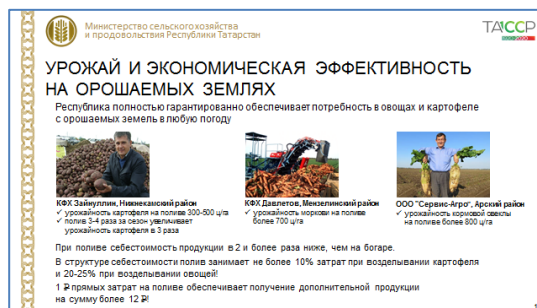 Министерство сельского хозяйства
и продовольствия Республики Татарстан
ТАССР
1920-2020
УРОЖАЙ И ЭКОНОМИЧЕСКАЯ ЭФФЕКТИВНОСТЬ
НА ОРОШАЕМЫХ ЗЕМЛЯХ
Республика полностью гарантированно обеспечивает потребность в овощах и картофеле
с орошаемых земель в любую погоду
КФХ Зайнуллин, Нижнекамский район
✓ урожайность картофеля на поливе 300-500 ц/га
✓ полив 3-4 раза за сезон увеличивает
урожайность картофеля в 3 раза
КФХ Давлетов, Мензелинский район
✓ урожайность моркови на поливе
более 700 ц/га
ООО "Сервис-Агро", Арский район
✓ урожайность кормовой свеклы
на поливе более 800 ц/га
При поливе себестоимость продукции в 2 и более раза ниже, чем на богаре.
В структуре себестоимости полив занимает не более 10% затрат при возделывании картофеля
и 20-25% при возделывании овощей!
1 ₽ прямых затрат на поливе обеспечивает получение дополнительной продукции
на сумму более 12 ₽!
1